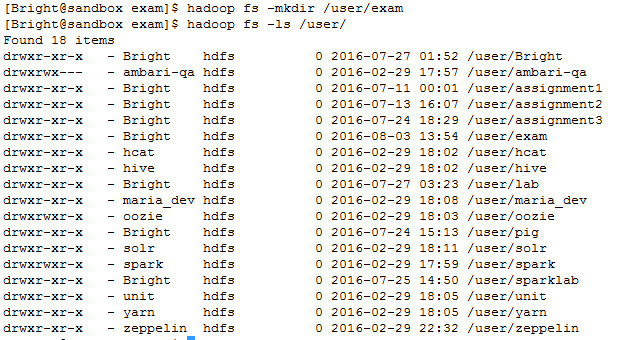 [Bright@sandbox exam]$ hadoop fs -mkdir /user/exam
[Bright@sandbox exam]$ hadoop fs -ls /user/
Found 18 items
drwxr-xr-x   - Bright    hdfs          0 2016-07-27 01:52 /user/Bright
drwxrwx---   - ambari-qa hdfs          0 2016-02-29 17:57 /user/ambari-qa
drwxr-xr-x   - Bright    hdfs          0 2016-07-11 00:01 /user/assignment1
drwxr-xr-x   - Bright    hdfs          0 2016-07-13 16:07 /user/assignment2
drwxr-xr-x   - Bright    hdfs          0 2016-07-24 18:29 /user/assignment3
drwxr-xr-x   - Bright    hdfs          0 2016-08-03 13:54 /user/exam
drwxr-xr-x   - hcat      hdfs          0 2016-02-29 18:02 /user/hcat
drwxr-xr-x   - hive      hdfs          0 2016-02-29 18:02 /user/hive
drwxr-xr-x   - Bright    hdfs          0 2016-07-27 03:23 /user/lab
drwxr-xr-x   - maria_dev hdfs          0 2016-02-29 18:08 /user/maria_dev
drwxrwxr-x   - oozie     hdfs          0 2016-02-29 18:03 /user/oozie
drwxr-xr-x   - Bright    hdfs          0 2016-07-24 15:13 /user/pig
drwxr-xr-x   - solr      hdfs          0 2016-02-29 18:11 /user/solr
drwxrwxr-x   - spark     hdfs          0 2016-02-29 17:59 /user/spark
drwxr-xr-x   - Bright    hdfs          0 2016-07-25 14:50 /user/sparklab
drwxr-xr-x   - unit      hdfs          0 2016-02-29 18:05 /user/unit
drwxr-xr-x   - yarn      hdfs          0 2016-02-29 18:05 /user/yarn
drwxr-xr-x   - zeppelin  hdfs          0 2016-02-29 22:32 /user/zeppelin